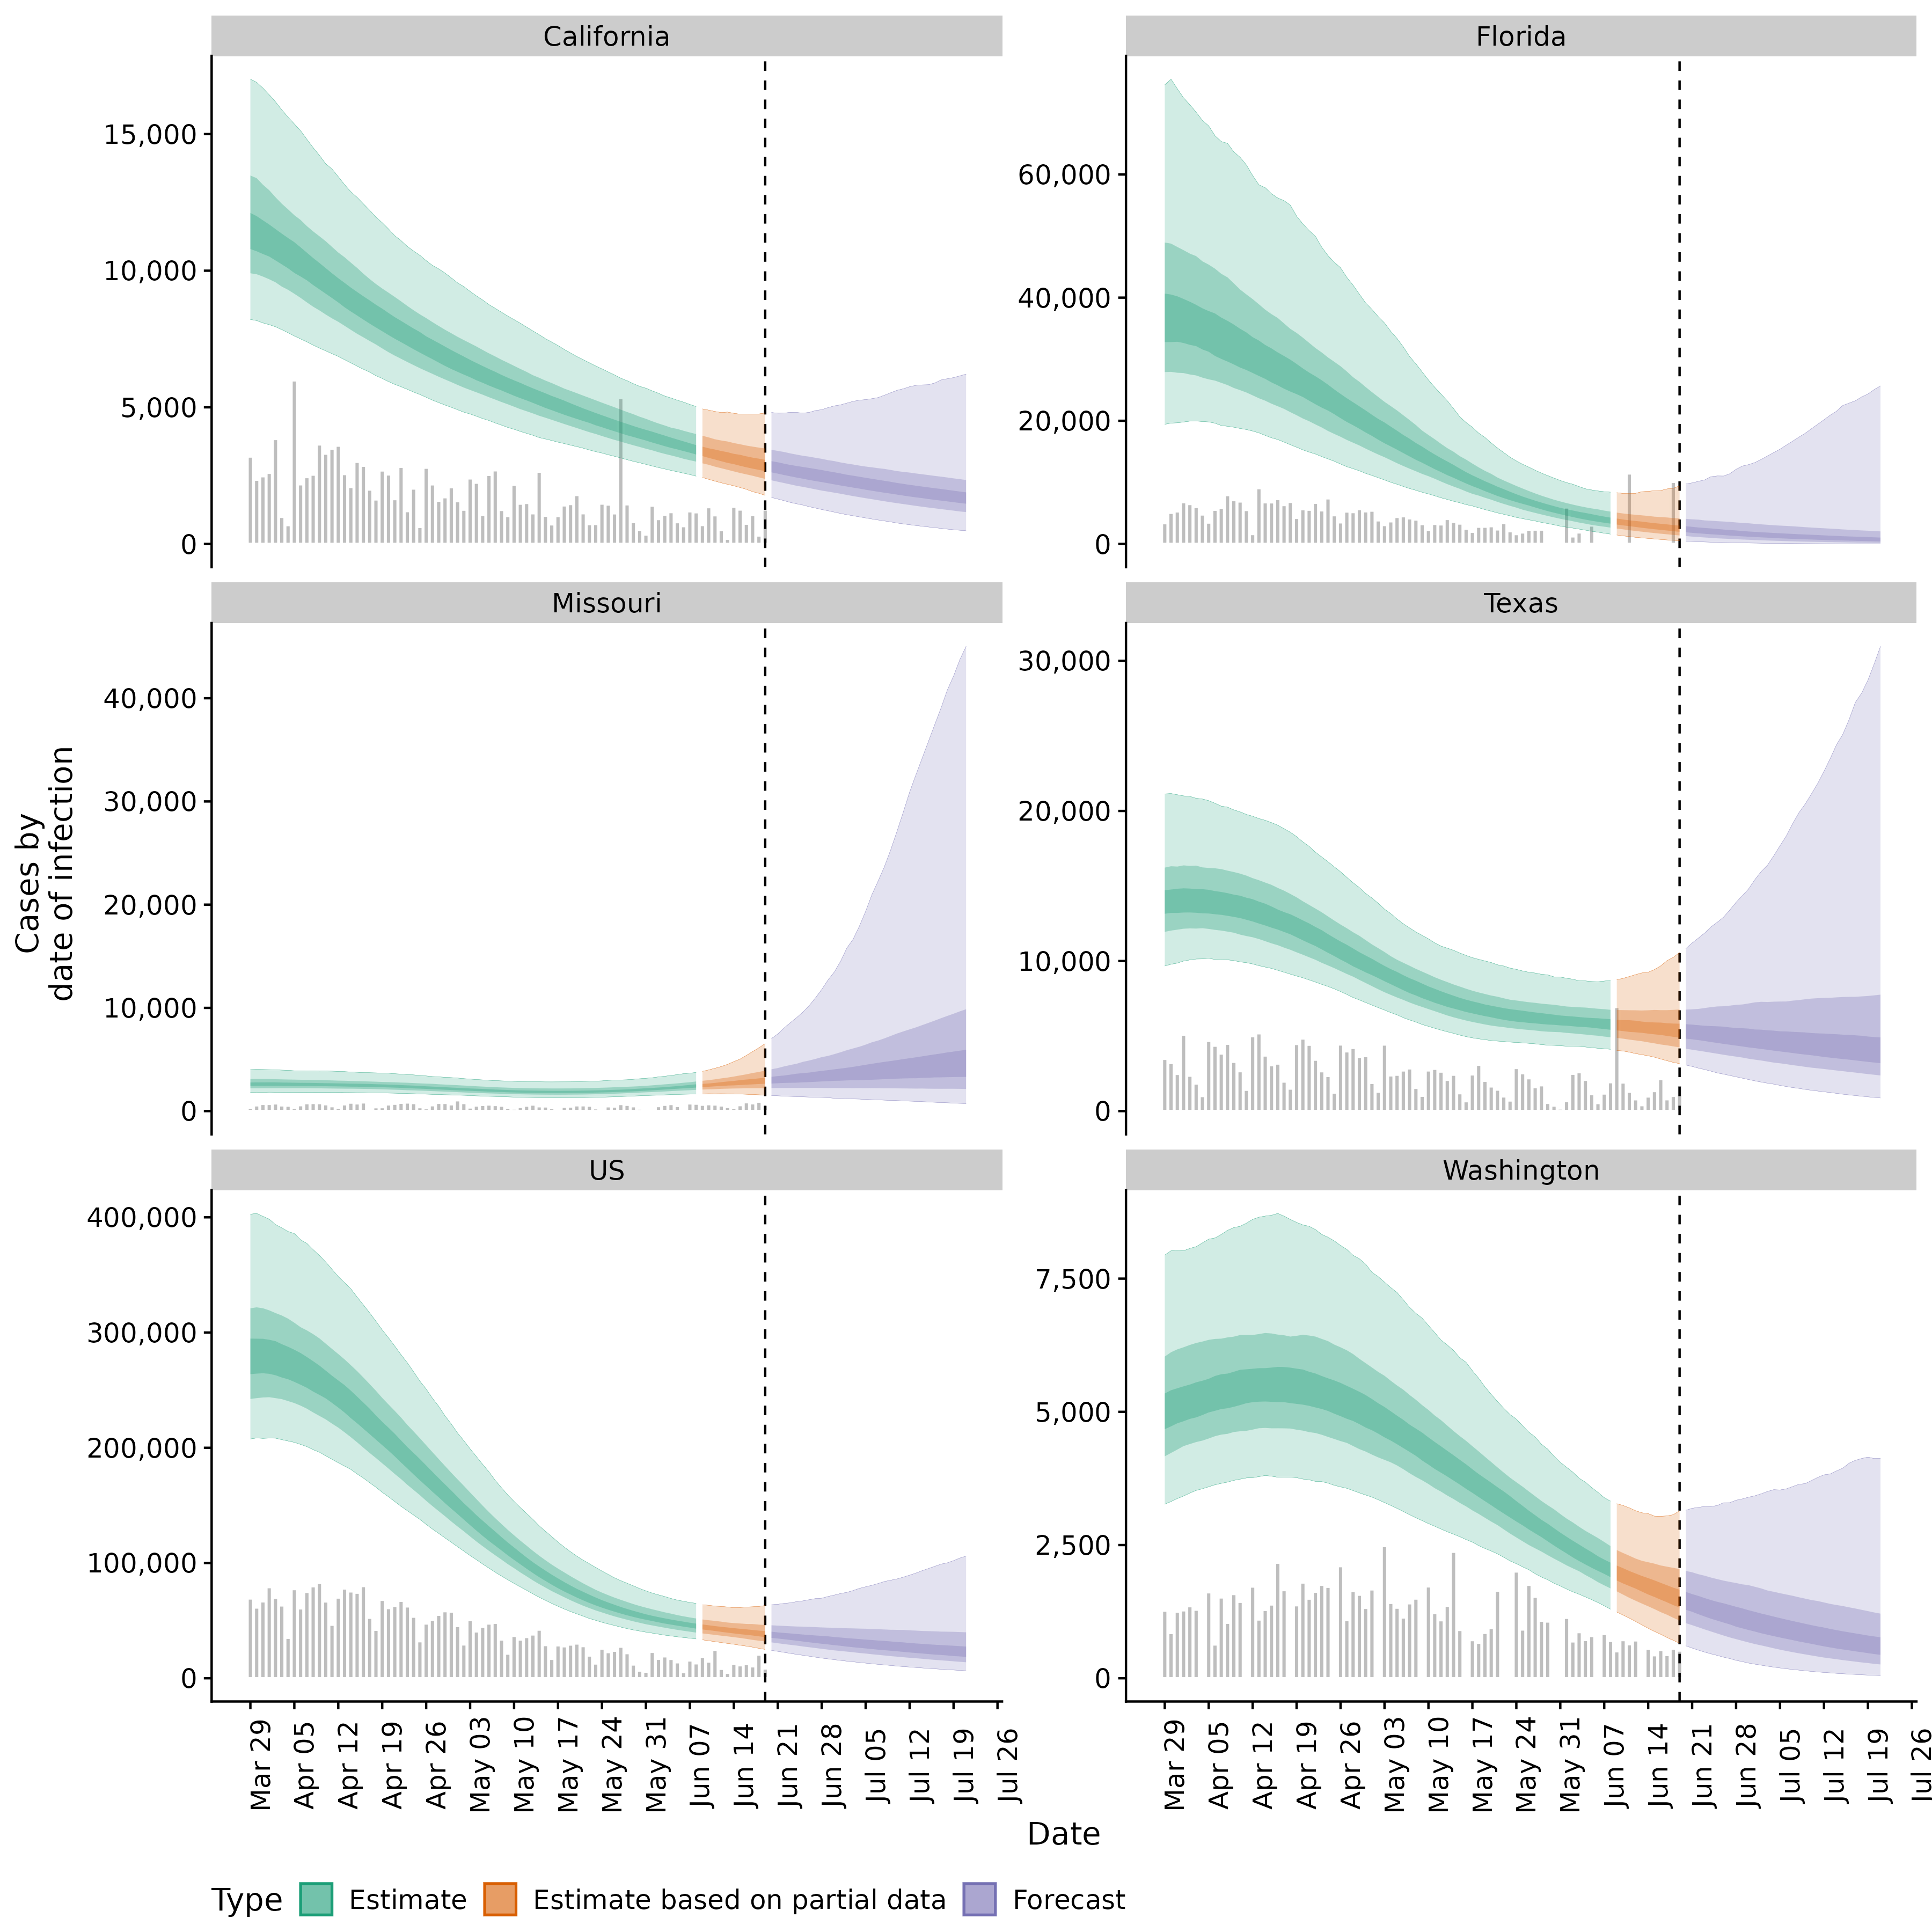 California
Florida
15,000
10,000
5,000
0
60,000
40,000
20,000
0
Missouri
Texas
40,000
30,000
20,000
10,000
0
30,000
20,000
10,000
0
US
Washington
400,000
300,000
200,000
100,000
0
7,500
5,000
2,500
0
Cases by
date of infection
Mar 29
Apr 05
Apr 12
Apr 19
Apr 26
May 03
May 10
May 17
May 24
May 31
Jun 07
Jun 14
Jun 21
Jun 28
Jul 05
Jul 12
Jul 19
Jul 26
Mar 29
Apr 05
Apr 12
Apr 19
Apr 26
May 03
May 10
May 17
May 24
May 31
Jun 07
Jun 14
Jun 21
Jun 28
Jul 05
Jul 12
Jul 19
Jul 26
Date
Type Estimate Estimate based on partial data Forecast